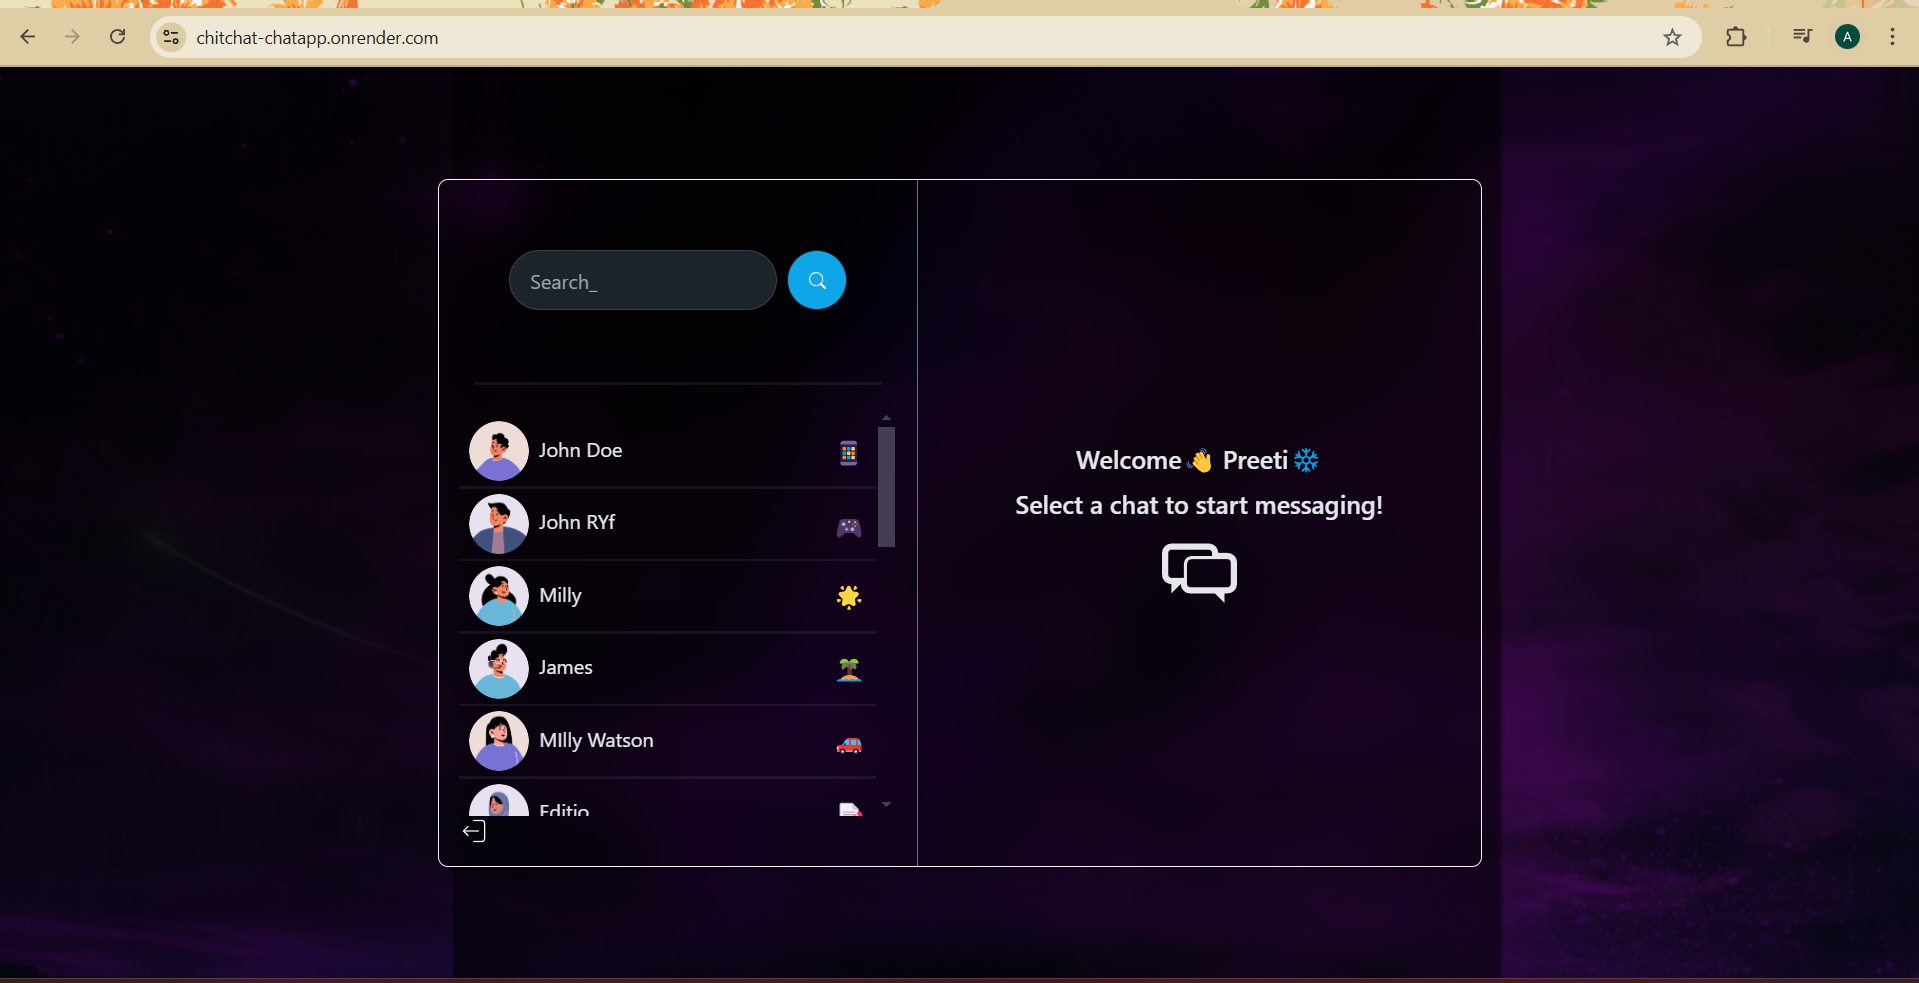 chitchat-chatapp.onrender.com
A
Search_
John Doe
John RYf
Milly
James
MIlly Watson
Editio
Welcome 👋 Preeti ❄
Select a chat to start messaging!